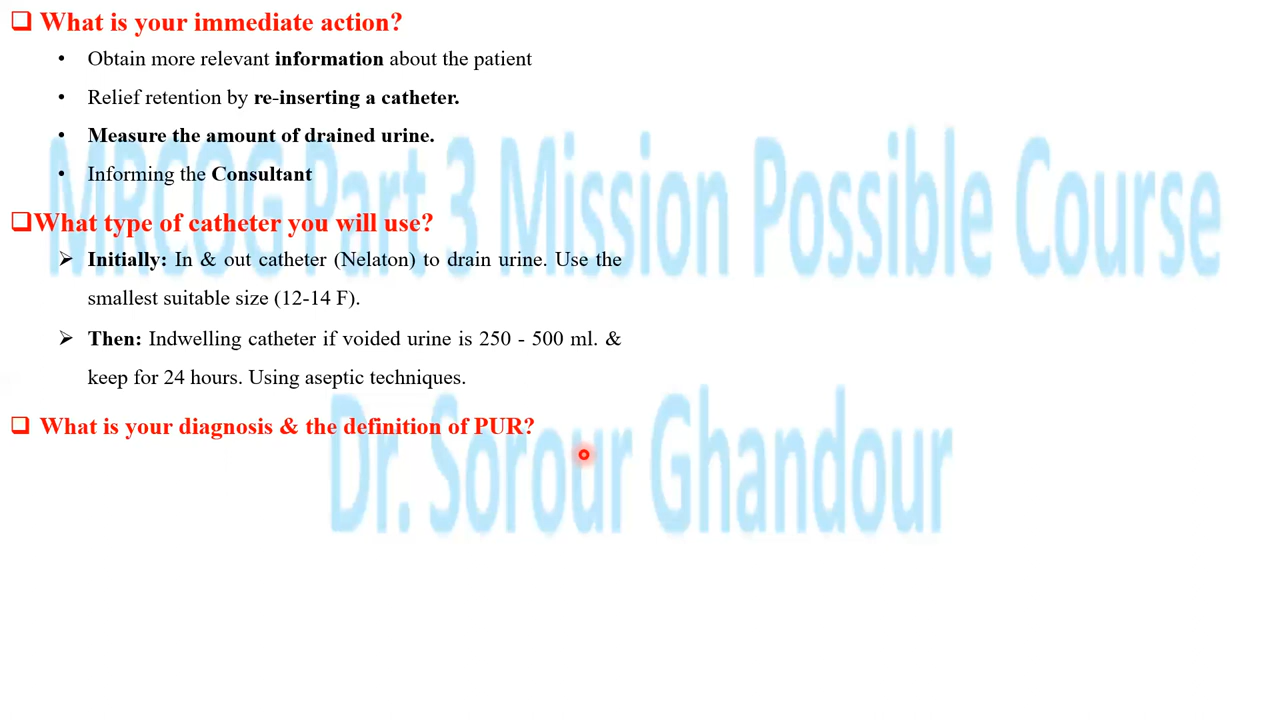 ❑ What is your immediate action?
• Obtain more relevant information about the patient
• Relief retention by re-inserting a catheter.
• Measure the amount of drained urine.
• Informing the Consultant
❑What type of catheter you will use?
➢ Initially: In & out catheter (Nelaton) to drain urine. Use the
smallest suitable size (12-14 F).
➢ Then: Indwelling catheter if voided urine is 250 - 500 ml. &
keep for 24 hours. Using aseptic techniques.
❑ What is your diagnosis & the definition of PUR?
MRCOG Part 3 Mission Possible Course
Dr. Sorour Ghandour